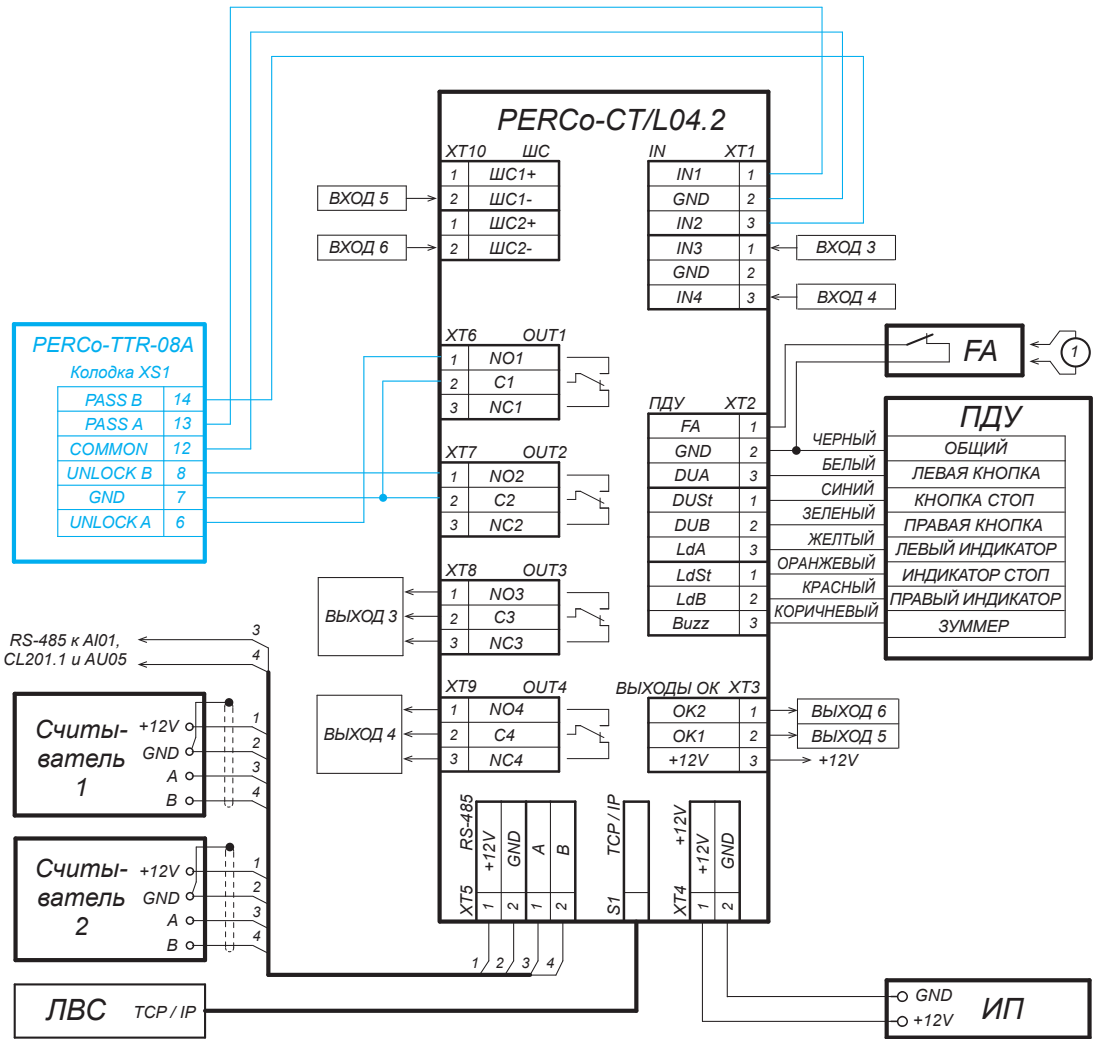 PERCo-CT/L04.2
XT10 ШС
1 ШС1+
2 ШС1-
1 ШС2+
2 ШС2-
ВХОД 5
ВХОД 6
IN XT1
IN1 1
GND 2
IN2 3
IN3 1
GND 2
IN4 3
ВХОД 3
ВХОД 4
PERCo-TTR-08A
Колодка XS1
PASS B 14
PASS A 13
COMMON 12
UNLOCK B 8
GND 7
UNLOCK A 6
XT6 OUT1
1 NO1
2 C1
3 NC1
XT7 OUT2
1 NO2
2 C2
3 NC2
XT8 OUT3
1 NO3
2 C3
3 NC3
ВЫХОД 3
XT9 OUT4
1 NO4
2 C4
3 NC4
ВЫХОД 4
FA
1
ПДУ XT2
FA 1
GND 2
DUA 3
DUSt 1
DUB 2
LdA 3
LdSt 1
LdB 2
Buzz 3
ЧЕРНЫЙ
БЕЛЫЙ
СИНИЙ
ЗЕЛЕНЫЙ
ЖЕЛТЫЙ
ОРАНЖЕВЫЙ
КРАСНЫЙ
КОРИЧНЕВЫЙ
ПДУ
ОБЩИЙ
ЛЕВАЯ КНОПКА
КНОПКА СТОП
ПРАВАЯ КНОПКА
ЛЕВЫЙ ИНДИКАТОР
ИНДИКАТОР СТОП
ПРАВЫЙ ИНДИКАТОР
ЗУММЕР
ВЫХОДЫ ОК XT3
OK2 1
OK1 2
+12V 3
ВЫХОД 6
ВЫХОД 5
+12V
RS-485 к AI01,
CL201.1 и AU05
3
4
Считы-
ватель
1
+12V 1
GND 2
A 3
B 4
Считы-
ватель
2
+12V 1
GND 2
A 3
B 4
XT5 RS-485
1 +12V
2 GND
1 A
2 B
1 2 3 4
S1 TCP / IP
XT4 +12V
1 +12V
2 GND
ЛВС TCP / IP
ИП
GND
+12V